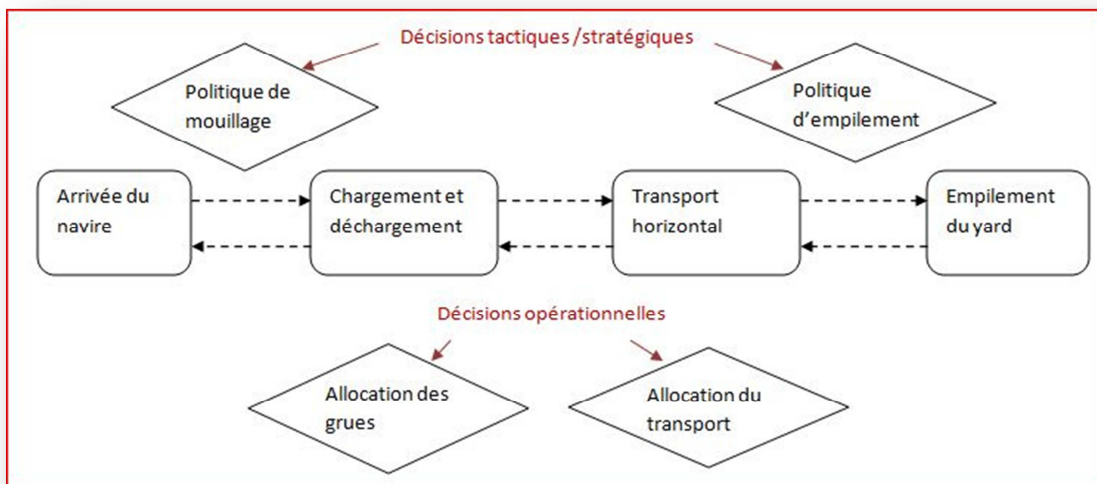 Décisions tactiques /stratégiques
Politique de
mouillage
Politique
d'empilement
Arrivée du
navire
Chargement et
déchargement
Transport
horizontal
Empilement
du yard
Décisions opérationnelles
Allocation des
grues
Allocation du
transport